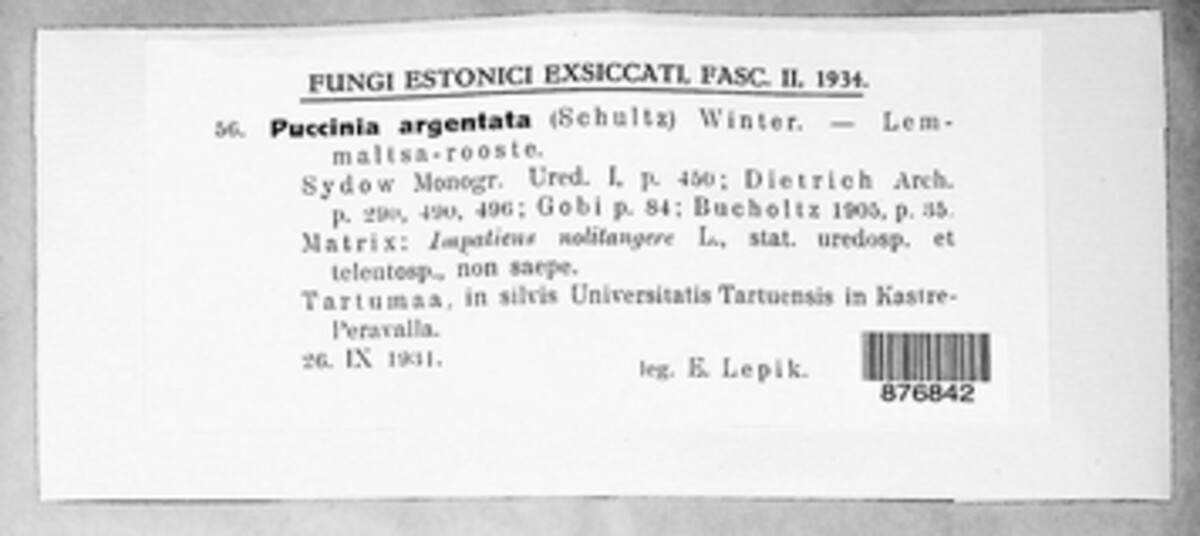 FUNGI ESTONICI EXSICCATI, FASC. II, 1934.
56. Puccinia argentata (Schultz) Winter. — Lem-
maltsa-rooste.
Sydow Monogr. Ured. I, p. 450; Dietrich Arch.
p. 290, 490, 496; Gobi p. 84; Bucholtz 1905, p. 35.
Matrix: Impatiens nolitangere L., stat. uredosp. et
teleutosp., non saepe.
Tartumaa, in silvis Universitatis Tartuensis in Kastre-
Peravalla.
26. IX 1931.
leg. E. Lepik.
876842